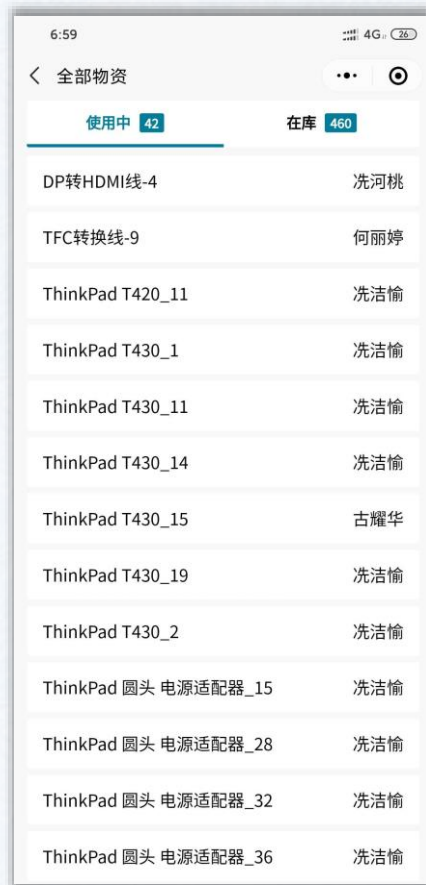 6:59 4G 26
全部物资
使用中 42 在库 460
DP转HDMI线-4 冼河桃
TFC转换线-9 何丽婷
ThinkPad T420_11 冼洁愉
ThinkPad T430_1 冼洁愉
ThinkPad T430_11 冼洁愉
ThinkPad T430_14 冼洁愉
ThinkPad T430_15 古耀华
ThinkPad T430_19 冼洁愉
ThinkPad T430_2 冼洁愉
ThinkPad 圆头 电源适配器_15 冼洁愉
ThinkPad 圆头 电源适配器_28 冼洁愉
ThinkPad 圆头 电源适配器_32 冼洁愉
ThinkPad 圆头 电源适配器_36 冼洁愉